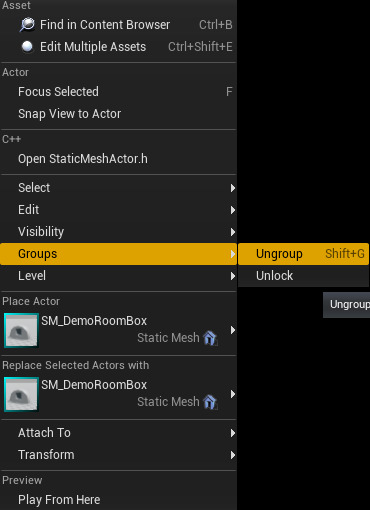 Asset
Find in Content Browser Ctrl+B
Edit Multiple Assets Ctrl+Shift+E
Actor
Focus Selected F
Snap View to Actor
C++
Open StaticMeshActor.h
Select
Edit
Visibility
Groups Ungroup Shift+G
Level Unlock
Place Actor Ungroup
SM_DemoRoomBox
Static Mesh
Replace Selected Actors with
SM_DemoRoomBox
Static Mesh
Attach To
Transform
Preview
Play From Here